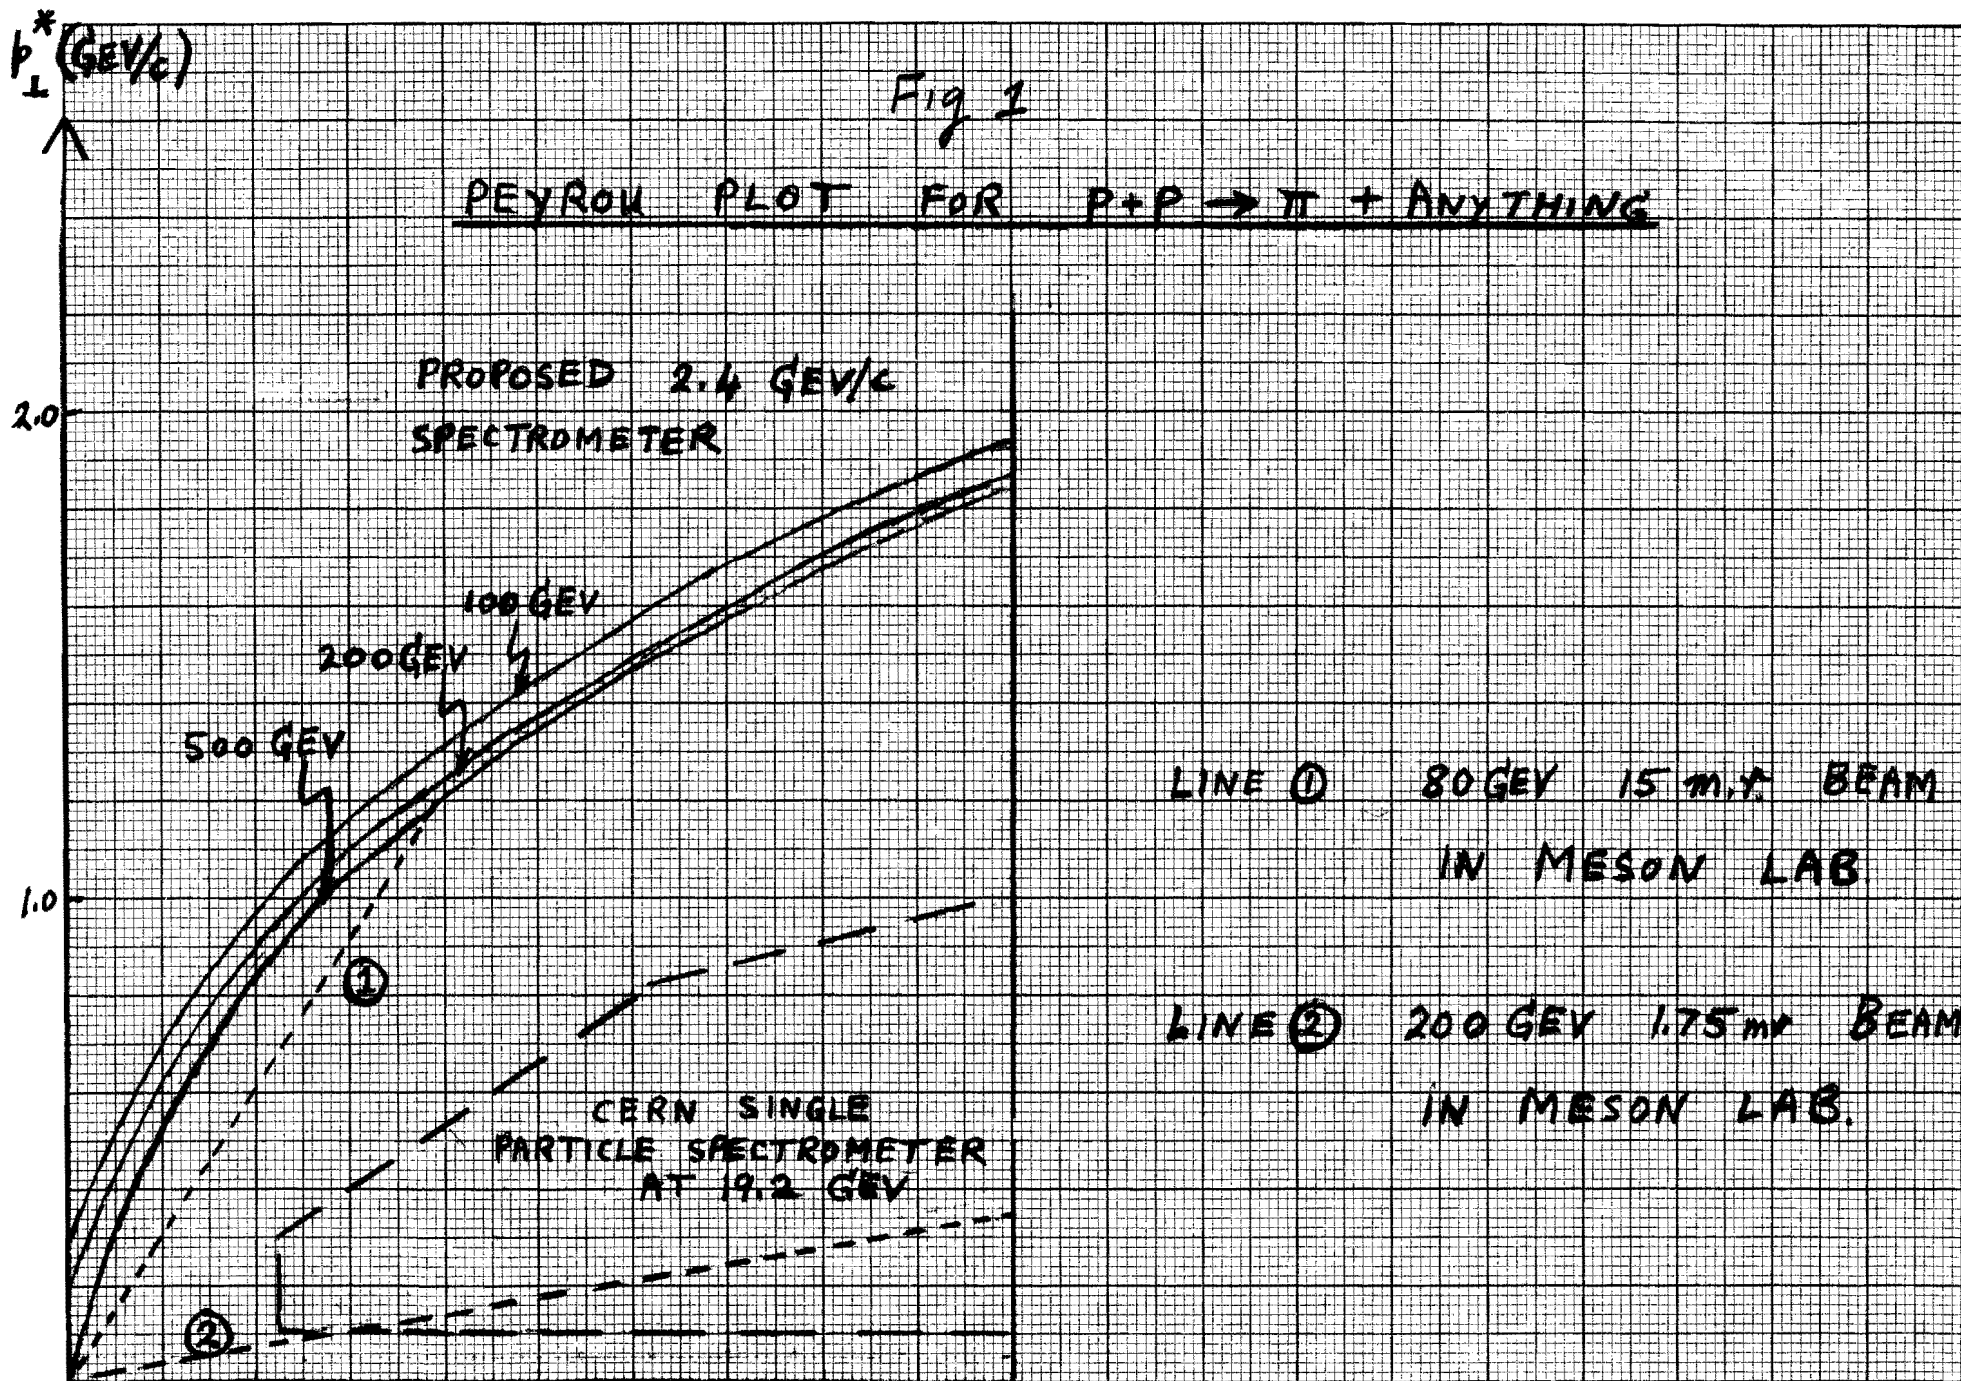 p*⊥ (GEV/c)
Fig 1
PEYROU PLOT FOR P+P → π + ANYTHING
PROPOSED 2.4 GEV/c
SPECTROMETER
2.0
100 GEV
200 GEV
500 GEV
LINE ① 80 GEV 15 m.r. BEAM
IN MESON LAB.
1.0
①
LINE ② 200 GEV 1.75 mr BEAM
IN MESON LAB.
CERN SINGLE
PARTICLE SPECTROMETER
AT 19.2 GEV
②